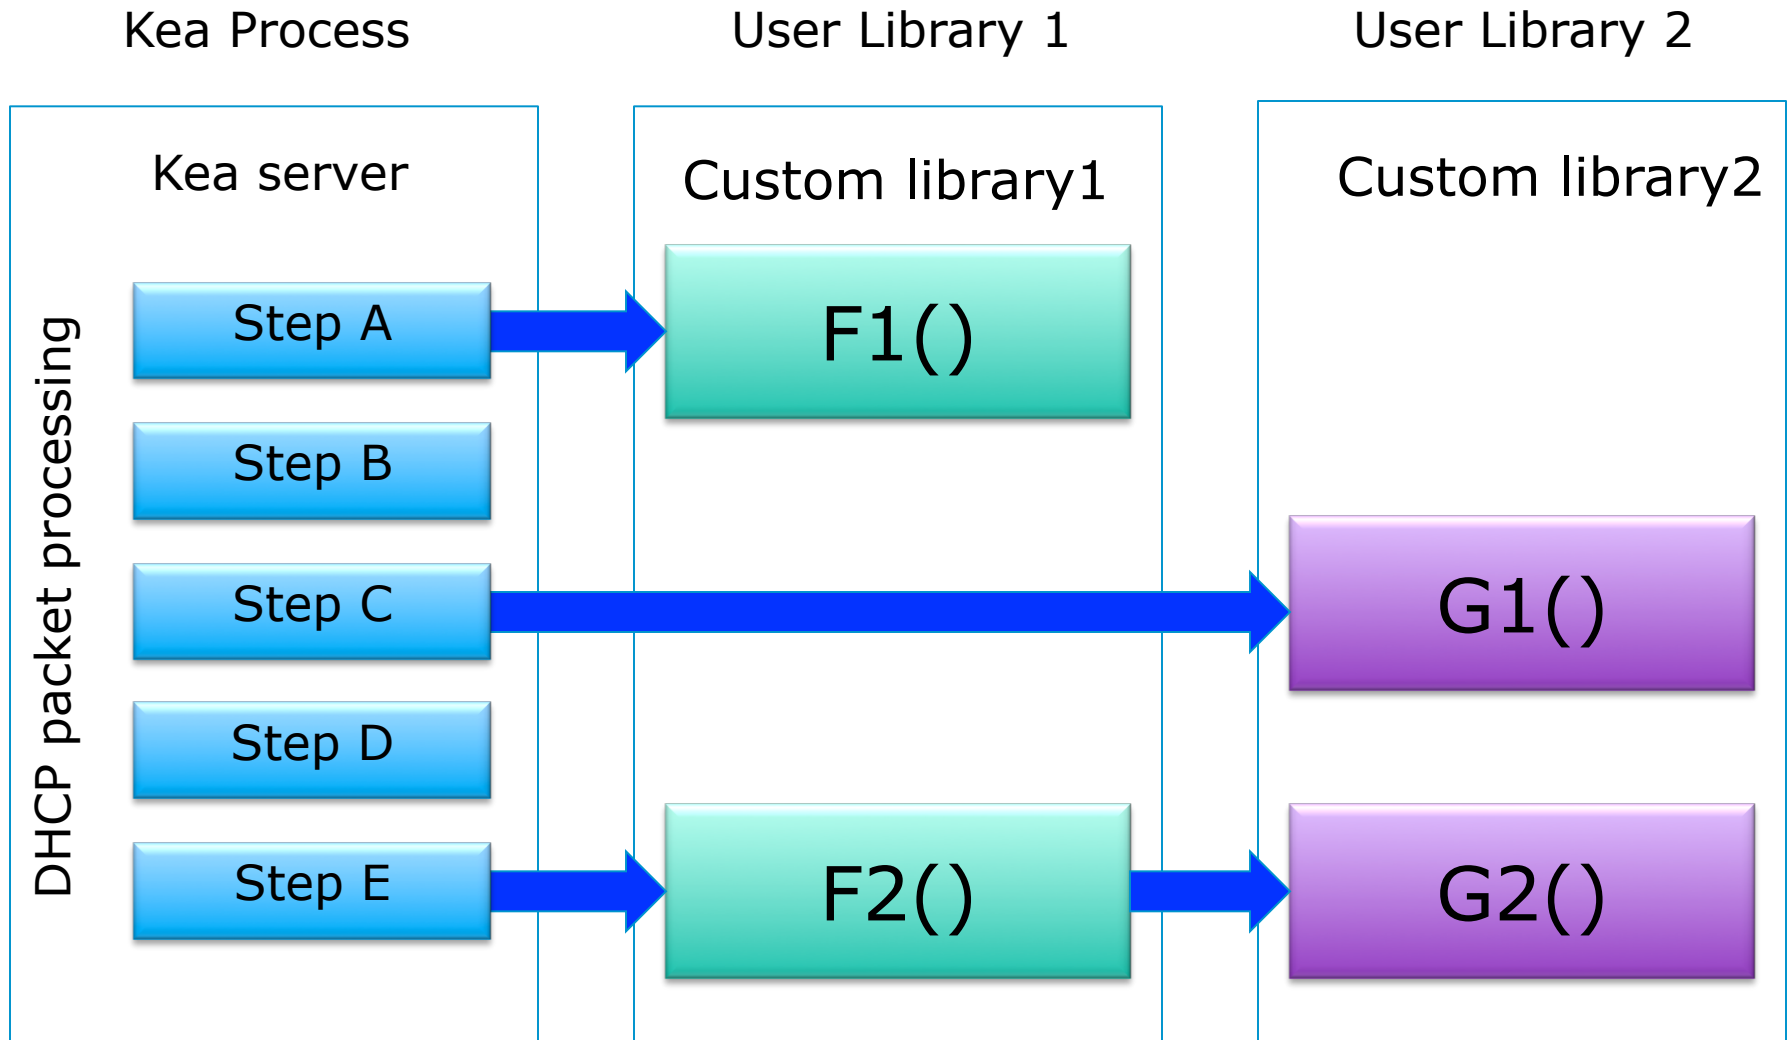 Kea Process
User Library 1
User Library 2
Kea server
Custom library1
Custom library2
DHCP packet processing
Step A
F1()
Step B
Step C
G1()
Step D
Step E
F2()
G2()